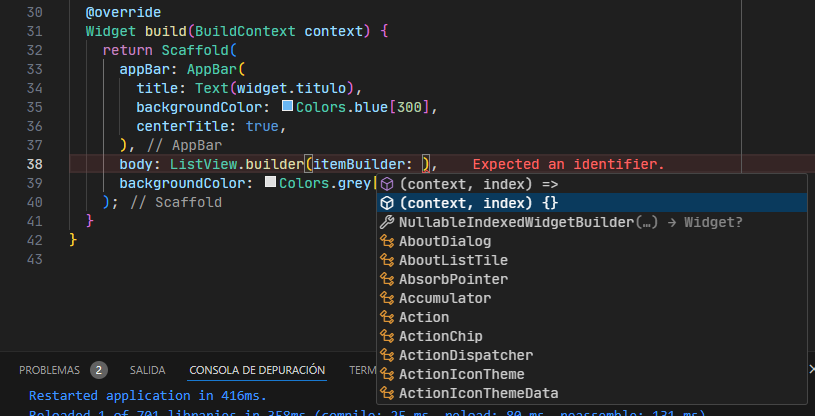 30 @override
31 Widget build(BuildContext context) {
32 return Scaffold(
33 appBar: AppBar(
34 title: Text(widget.titulo),
35 backgroundColor: Colors.blue[300],
36 centerTitle: true,
37 ), // AppBar
38 body: ListView.builder(itemBuilder: ), Expected an identifier.
39 backgroundColor: Colors.grey[
40 ); // Scaffold
41 }
42 }
43
(context, index) =>
(context, index) {}
NullableIndexedWidgetBuilder(…) → Widget?
AboutDialog
AboutListTile
AbsorbPointer
Accumulator
Action
ActionChip
ActionDispatcher
ActionIconTheme
ActionIconThemeData
PROBLEMAS 2 SALIDA CONSOLA DE DEPURACIÓN TERM
Restarted application in 416ms.
Reloaded 1 of 701 libraries in 358ms (compile: 25 ms, reload: 80 ms, reassemble: 131 ms).